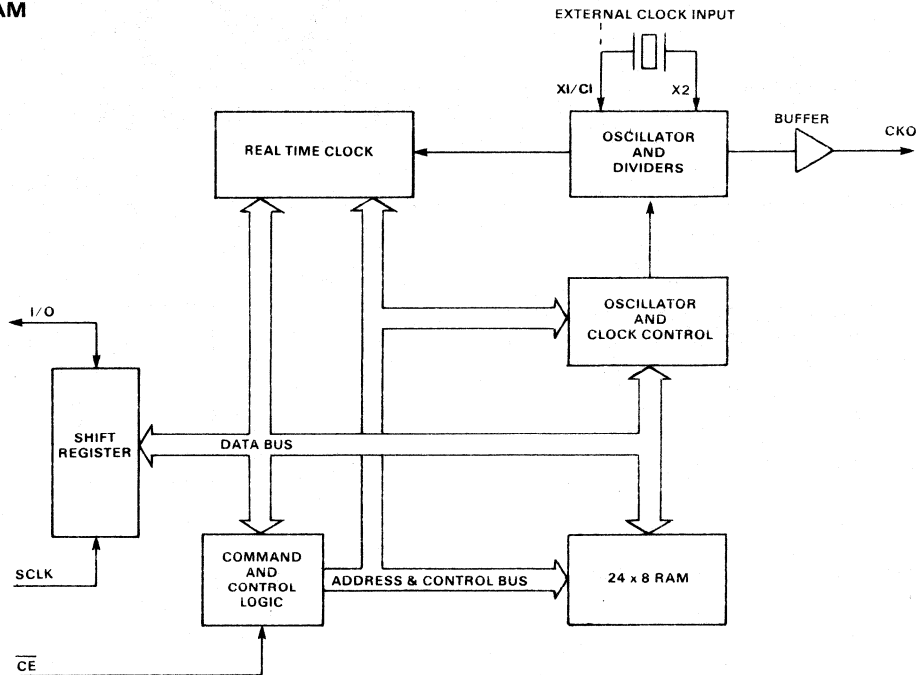 AM
EXTERNAL CLOCK INPUT
XI/CI
X2
BUFFER
CKO
REAL TIME CLOCK
OSCILLATOR
AND
DIVIDERS
I/O
OSCILLATOR
AND
CLOCK CONTROL
SHIFT
REGISTER
DATA BUS
SCLK
COMMAND
AND
CONTROL
LOGIC
ADDRESS & CONTROL BUS
24 x 8 RAM
CE